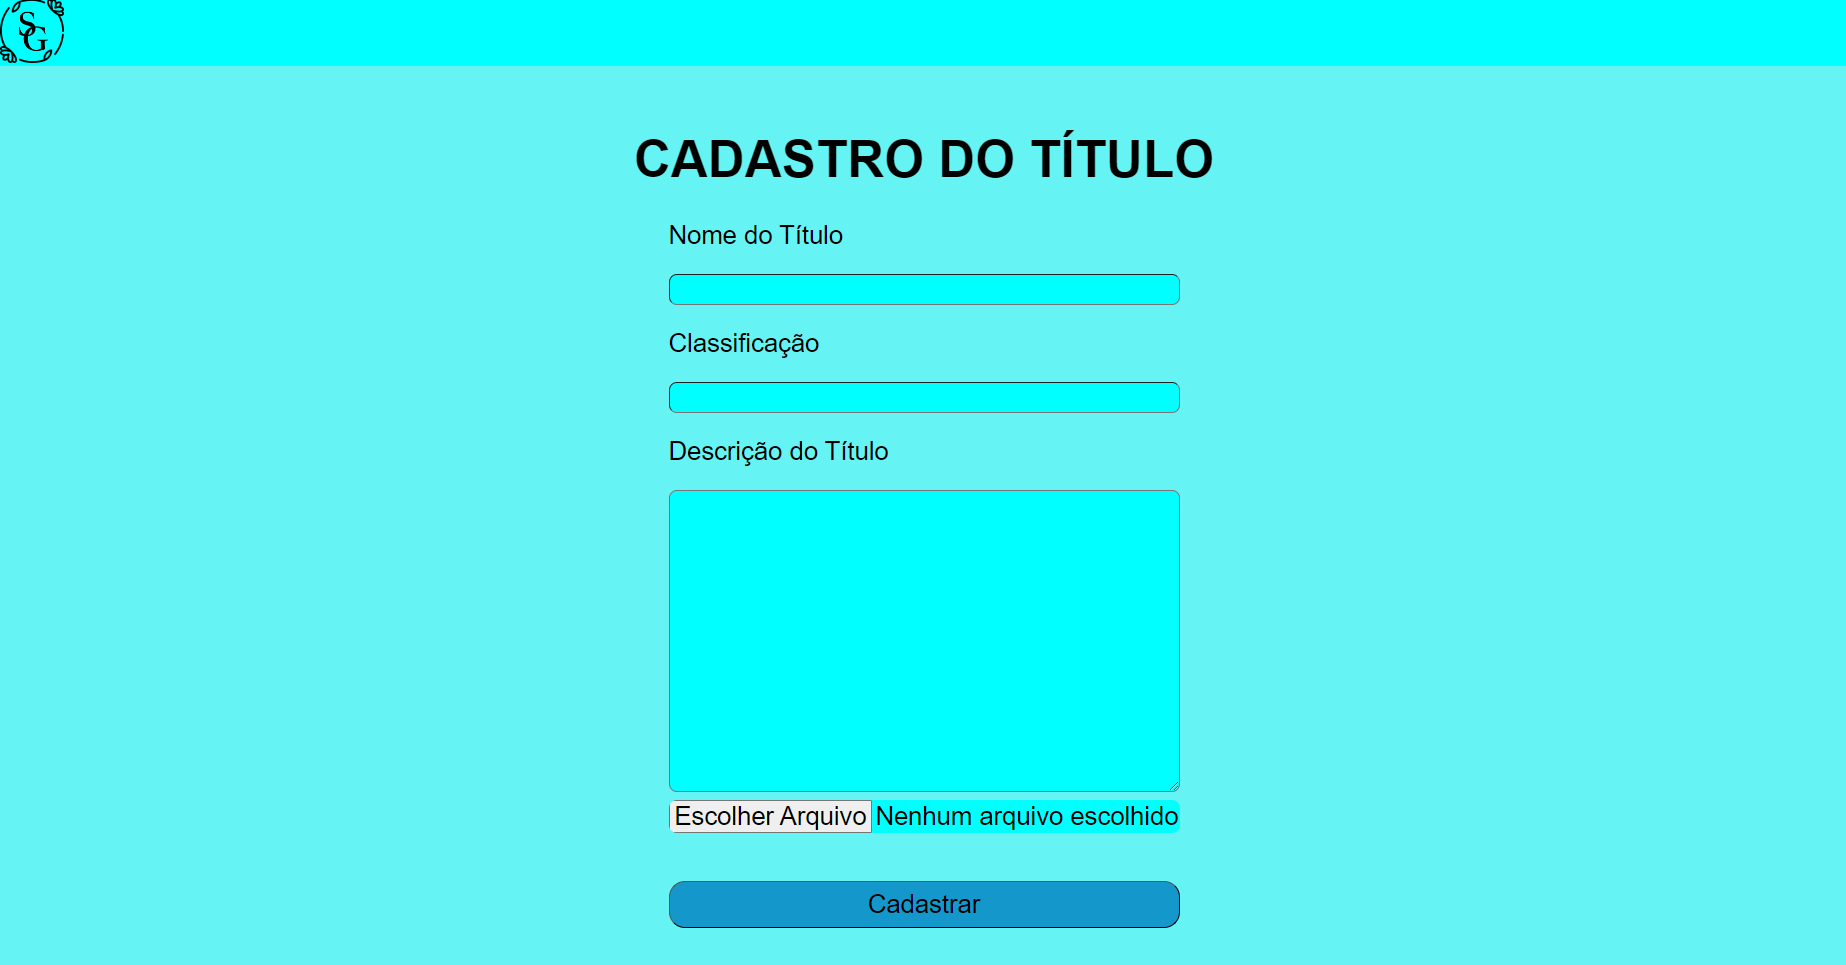 SG
CADASTRO DO TÍTULO
Nome do Título
Classificação
Descrição do Título
Escolher Arquivo Nenhum arquivo escolhido
Cadastrar